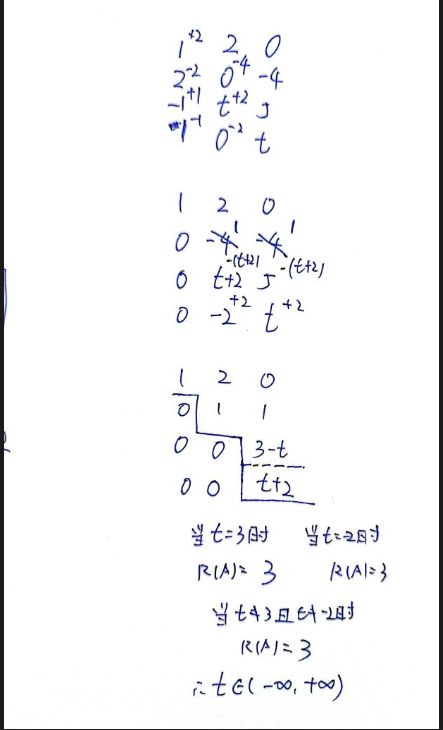 1⁺² 2 0
2⁻² 0⁻⁴ -4
-1⁺¹ t⁺² 5
1⁻¹ 0⁻² t
1 2 0
0 -4 1 -4 1
0 t+2 -(t+2) 5 -(t+2)
0 -2⁺² t⁺²
1 2 0
0 1 1
0 0 3-t
0 0 t+2
当t=3时 当t=-2时
R(A)=3 R(A)=3
当t≠3且t≠-2时
R(A)=3
∴t∈(-∞,+∞)